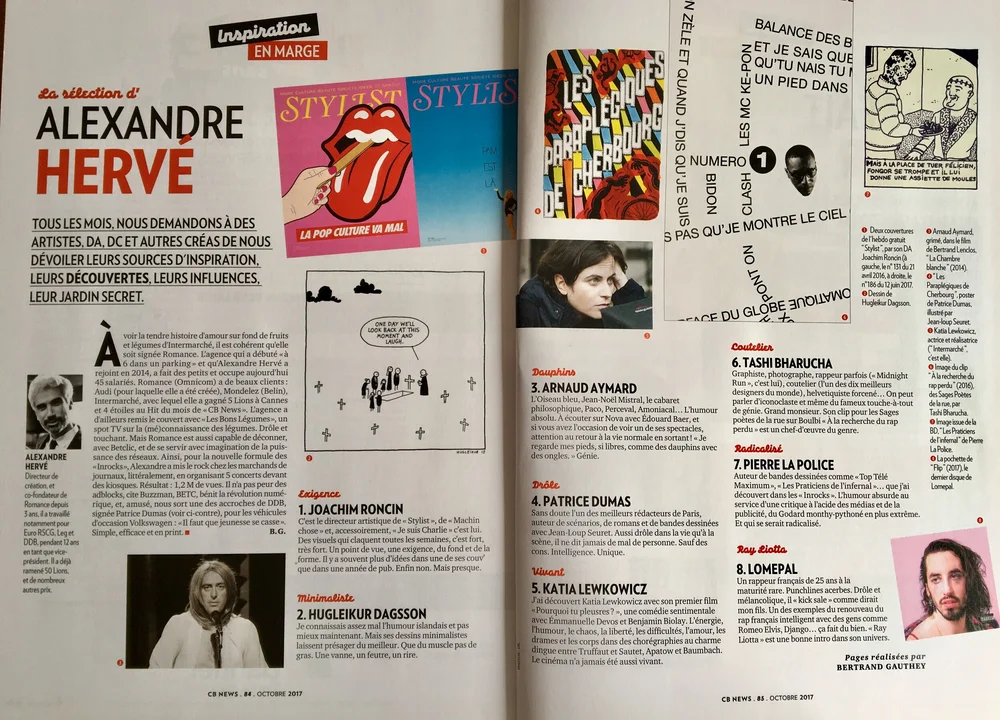 Inspiration
EN MARGE
La sélection d'
ALEXANDRE
HERVÉ
TOUS LES MOIS, NOUS DEMANDONS À DES
ARTISTES, DA, DC ET AUTRES CRÉAS DE NOUS
DÉVOILER LEURS SOURCES D'INSPIRATION,
LEURS DÉCOUVERTES, LEURS INFLUENCES,
LEUR JARDIN SECRET.
À voir la tendre histoire d'amour sur fond de fruits
et légumes d'Intermarché, il est cohérent qu'elle
soit signée Romance. L'agence qui a débuté « à
6 dans un parking » et qu'Alexandre Hervé a
rejoint en 2014, a fait des petits et occupe aujourd'hui
45 salariés. Romance (Omnicom) a de beaux clients :
Audi (pour laquelle elle a été créée), Mondelez (Belin),
Intermarché, avec lequel elle a gagné 5 Lions à Cannes
et 4 étoiles au Hit du mois de « CB News ». L'agence a
d'ailleurs remis le couvert avec « Les Bons Légumes », un
spot TV sur la (mé)connaissance des légumes. Drôle et
touchant. Mais Romance est aussi capable de déconner,
avec Betclic, et de se servir avec imagination de la puis-
sance des réseaux. Ainsi, pour la nouvelle formule des
« Inrocks », Alexandre a mis le rock chez les marchands de
journaux, littéralement, en organisant 5 concerts devant
des kiosques. Résultat : 1,2 M de vues. Il n'a pas peur des
adblocks, cite Buzzman, BETC, bénit la révolution numé-
rique, et, amusé, nous sort une des accroches de DDB,
signée Patrice Dumas (voir ci-contre), pour les véhicules
d'occasion Volkswagen : « Il faut que jeunesse se casse ».
Simple, efficace et en print.
B.G.
ALEXANDRE
HERVÉ
Directeur de
création, et
co-fondateur de
Romance depuis
3 ans, il a travaillé
notamment pour
Euro RSCG, Leg et
DDB, pendant 12 ans
en tant que vice-
président. Il a déjà
ramené 50 Lions,
et de nombreux
autres prix.
3
STYLIST
LA POP CULTURE VA MAL
STYLIS
1
ONE DAY WE'LL
LOOK BACK AT THIS
MOMENT AND
LAUGH.
HUGLEIKUR
2
Exigence
1. JOACHIM RONCIN
C'est le directeur artistique de « Stylist », de « Machin
chose » et, accessoirement, « Je suis Charlie » c'est lui.
Des visuels qui claquent toutes les semaines, c'est fort,
très fort. Un point de vue, une exigence, du fond et de la
forme. Il y a souvent plus d'idées dans une de ses couv'
que dans une année de pub. Enfin non. Mais presque.
Minimaliste
2. HUGLEIKUR DAGSSON
Je connaissais assez mal l'humour islandais et pas
mieux maintenant. Mais ses dessins minimalistes
laissent présager du meilleur. Que du muscle pas de
gras. Une vanne, un feutre, un rire.
CB NEWS . 84 . OCTOBRE 2017
LES
PARAPLÉGIQUES
DE CHERBOURG
4
5
N ZÈLE ET QUAND J'DIS QU'JE SUIS
BIDON
CLASH LES MC KE-PON
BALANCE DES B
ET JE SAIS QUE
QU'TU NAIS TU
UN PIED DANS
NUMERO 1
S PAS QU'JE MONTRE LE CIEL
PONT ON
FACE DU GLOBE
OMATIQUE
6
MAIS À LA PLACE DE TUER FÉLICIEN,
FONGOR SE TROMPE ET IL LUI
DONNE UNE ASSIETTE DE MOULES
7
1 Deux couvertures
de l'hebdo gratuit
"Stylist", par son DA
Joachim Roncin (à
gauche, le n° 131 du 21
avril 2016, à droite, le
n°186 du 12 juin 2017.
2 Dessin de
Hugleikur Dagsson.
3 Arnaud Aymard,
grimé, dans le film
de Bertrand Lenclos,
"La Chambre
blanche" (2014).
4 "Les
Paraplégiques de
Cherbourg", poster
de Patrice Dumas,
illustré par
Jean-loup Seuret.
5 Katia Lewkowicz,
actrice et réalisatrice
("Intermarché",
c'est elle).
6 Image du clip
"À la recherche du
rap perdu" (2016),
des Sages Poètes
de la rue, par
Tashi Bharucha.
7 Image issue de la
BD, "Les Praticiens
de l'infernal" de Pierre
La Police.
8 La pochette de
"Flip" (2017), le
dernier disque de
Lomepal.
Dauphins
3. ARNAUD AYMARD
L'Oiseau bleu, Jean-Noël Mistral, le cabaret
philosophique, Paco, Perceval, Amoniacal... L'humour
absolu. A écouter sur Nova avec Édouard Baer, et
si vous avez l'occasion de voir un de ses spectacles,
attention au retour à la vie normale en sortant ! « Je
regarde mes pieds, si libres, comme des dauphins avec
des ongles. » Génie.
Drôle
4. PATRICE DUMAS
Sans doute l'un des meilleurs rédacteurs de Paris,
auteur de scénarios, de romans et de bandes dessinées
avec Jean-Loup Seuret. Aussi drôle dans la vie qu'à la
scène, il ne dit jamais de mal de personne. Sauf des
cons. Intelligence. Unique.
Vivant
5. KATIA LEWKOWICZ
J'ai découvert Katia Lewkowicz avec son premier film
« Pourquoi tu pleures ? », une comédie sentimentale
avec Emmanuelle Devos et Benjamin Biolay. L'énergie,
l'humour, le chaos, la liberté, les difficultés, l'amour, les
drames et les corps dans des chorégraphies au charme
dingue entre Truffaut et Sautet, Apatow et Baumbach.
Le cinéma n'a jamais été aussi vivant.
Coutelier
6. TASHI BHARUCHA
Graphiste, photographe, rappeur parfois (« Midnight
Run », c'est lui), coutelier (l'un des dix meilleurs
designers du monde), helvetiquiste forcené... On peut
parler d'iconoclaste et même du fameux touche-à-tout
de génie. Grand monsieur. Son clip pour les Sages
poètes de la rue sur Boulbi « À la recherche du rap
perdu » est un chef-d'œuvre du genre.
Radicalisé
7. PIERRE LA POLICE
Auteur de bandes dessinées comme « Top Télé
Maximum », « Les Praticiens de l'infernal »... que j'ai
découvert dans les « Inrocks ». L'humour absurde au
service d'une critique à l'acide des médias et de la
publicité, du Godard monthy-pythoné en plus extrême.
Et qui se serait radicalisé.
Ray Liotta
8. LOMEPAL
Un rappeur français de 25 ans à la
maturité rare. Punchlines acerbes. Drôle et
mélancolique, il « kick sale » comme dirait
mon fils. Un des exemples du renouveau du
rap français intelligent avec des gens comme
Romeo Elvis, Django... ça fait du bien. « Ray
Liotta » est une bonne intro dans son univers.
8
Pages réalisées par
BERTRAND GAUTHEY
CB NEWS . 85 . OCTOBRE 2017